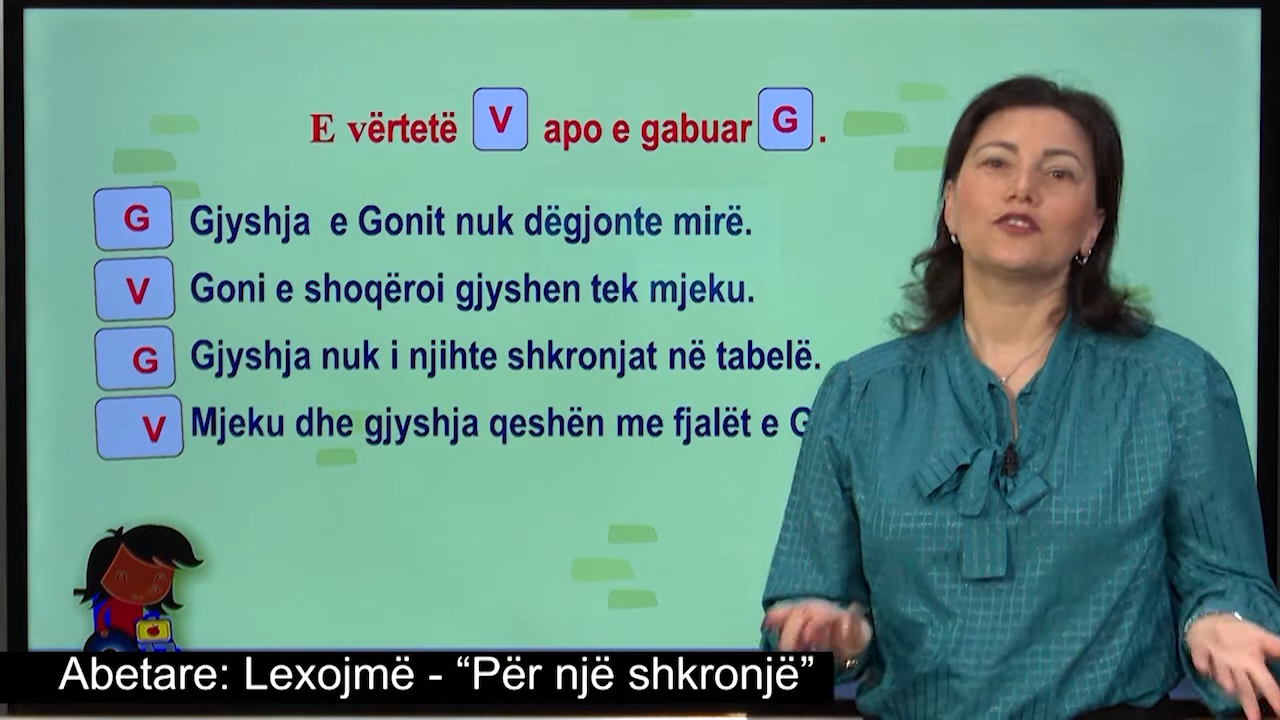 E vërtetë V apo e gabuar G .
G Gjyshja e Gonit nuk dëgjonte mirë.
V Goni e shoqëroi gjyshen tek mjeku.
G Gjyshja nuk i njihte shkronjat në tabelë.
V Mjeku dhe gjyshja qeshën me fjalët e
Abetare: Lexojmë - “Për një shkronjë”